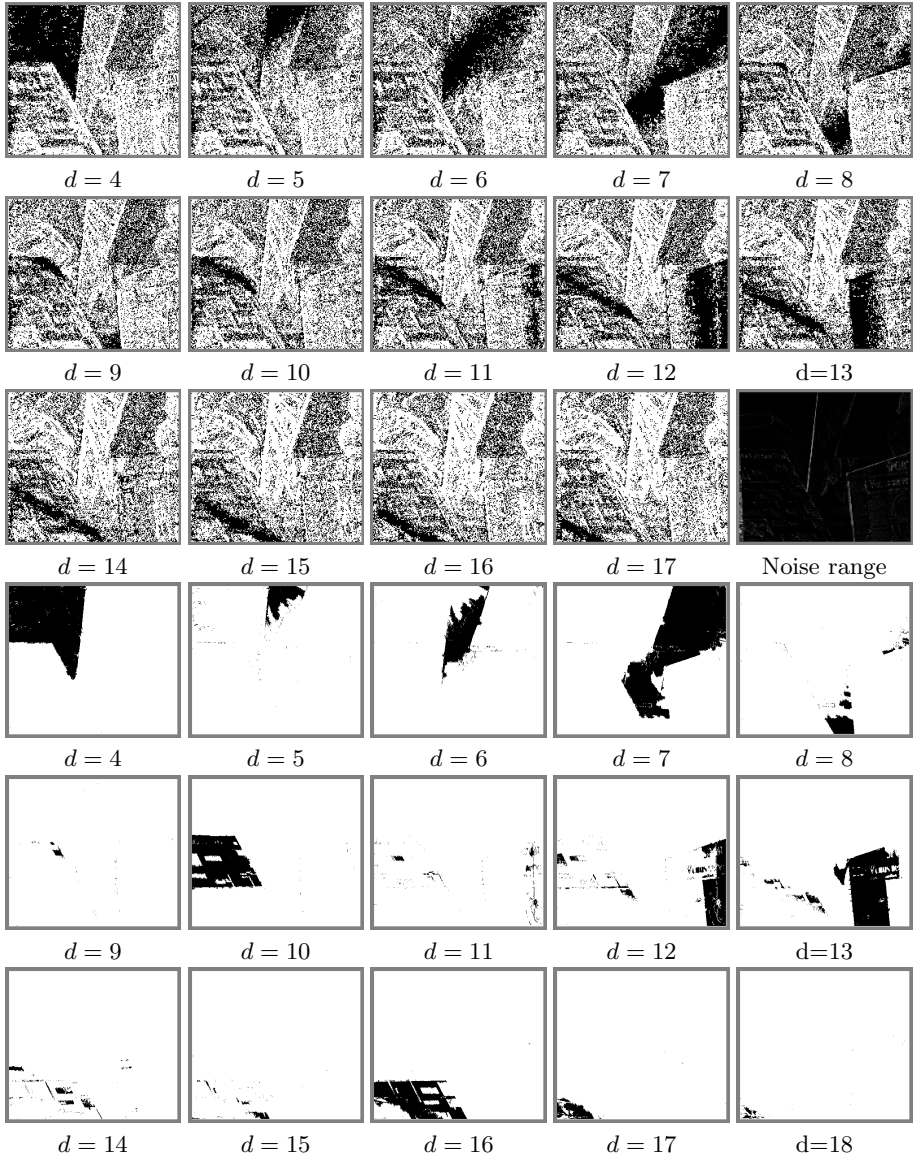 d = 4 d = 5 d = 6 d = 7 d = 8
d = 9 d = 10 d = 11 d = 12 d=13
d = 14 d = 15 d = 16 d = 17 Noise range
d = 4 d = 5 d = 6 d = 7 d = 8
d = 9 d = 10 d = 11 d = 12 d=13
d = 14 d = 15 d = 16 d = 17 d=18